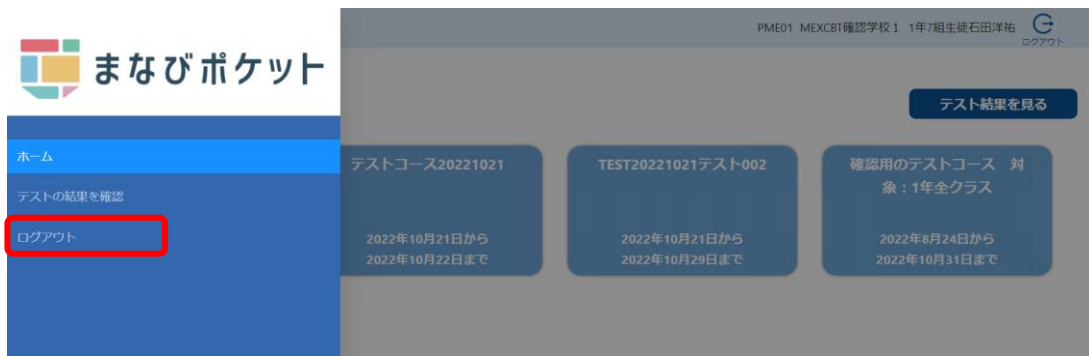 まなびポケット
PME01 MEXCBT確認学校1 1年7組生徒石田洋祐
ログアウト
テスト結果を見る
ホーム
テストの結果を確認
ログアウト
テストコース20221021
2022年10月21日から
2022年10月22日まで
TEST20221021テスト002
2022年10月21日から
2022年10月29日まで
確認用のテストコース 対
象：1年全クラス
2022年8月24日から
2022年10月31日まで